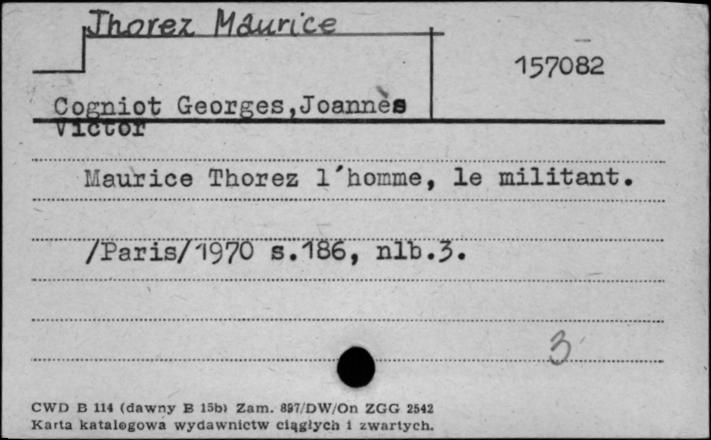 Thorez Maurice
157082
Cogniot Georges,Joannès
Victor
Maurice Thorez l'homme, le militant.
/Paris/1970 s.186, nlb.3.
3
CWD B 114 (dawny B 15b) Zam. 897/DW/On ZGG 2542
Karta katalogowa wydawnictw ciągłych i zwartych.